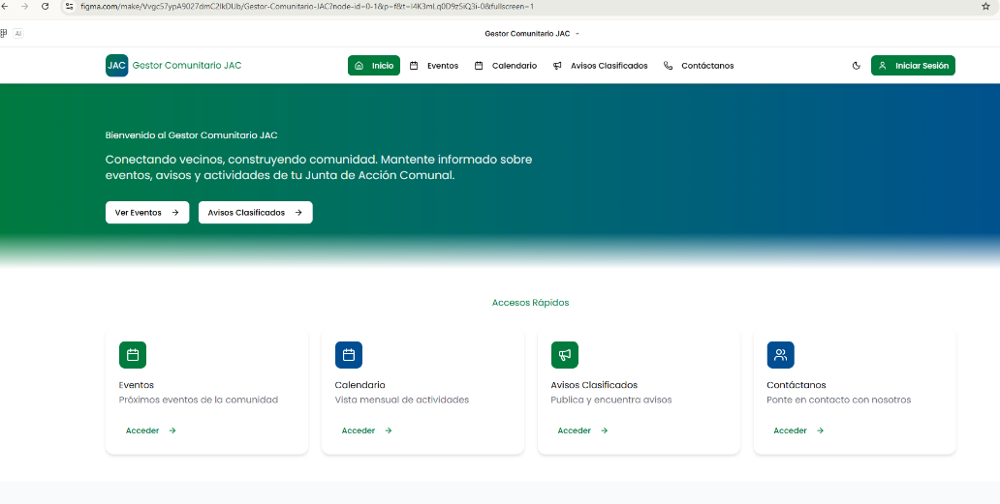 figma.com/make/Vvgc57ypA9027dmC2lkDUb/Gestor-Comunitario-JAC?node-id=0-1&p=f&t=l4K3mLq0D9z5iQ3i-0&fullscreen=1
AI
Gestor Comunitario JAC
JAC Gestor Comunitario JAC
Inicio
Eventos
Calendario
Avisos Clasificados
Contáctanos
Iniciar Sesión
Bienvenido al Gestor Comunitario JAC
Conectando vecinos, construyendo comunidad. Mantente informado sobre
eventos, avisos y actividades de tu Junta de Acción Comunal.
Ver Eventos
Avisos Clasificados
Accesos Rápidos
Eventos
Próximos eventos de la comunidad
Acceder
Calendario
Vista mensual de actividades
Acceder
Avisos Clasificados
Publica y encuentra avisos
Acceder
Contáctanos
Ponte en contacto con nosotros
Acceder